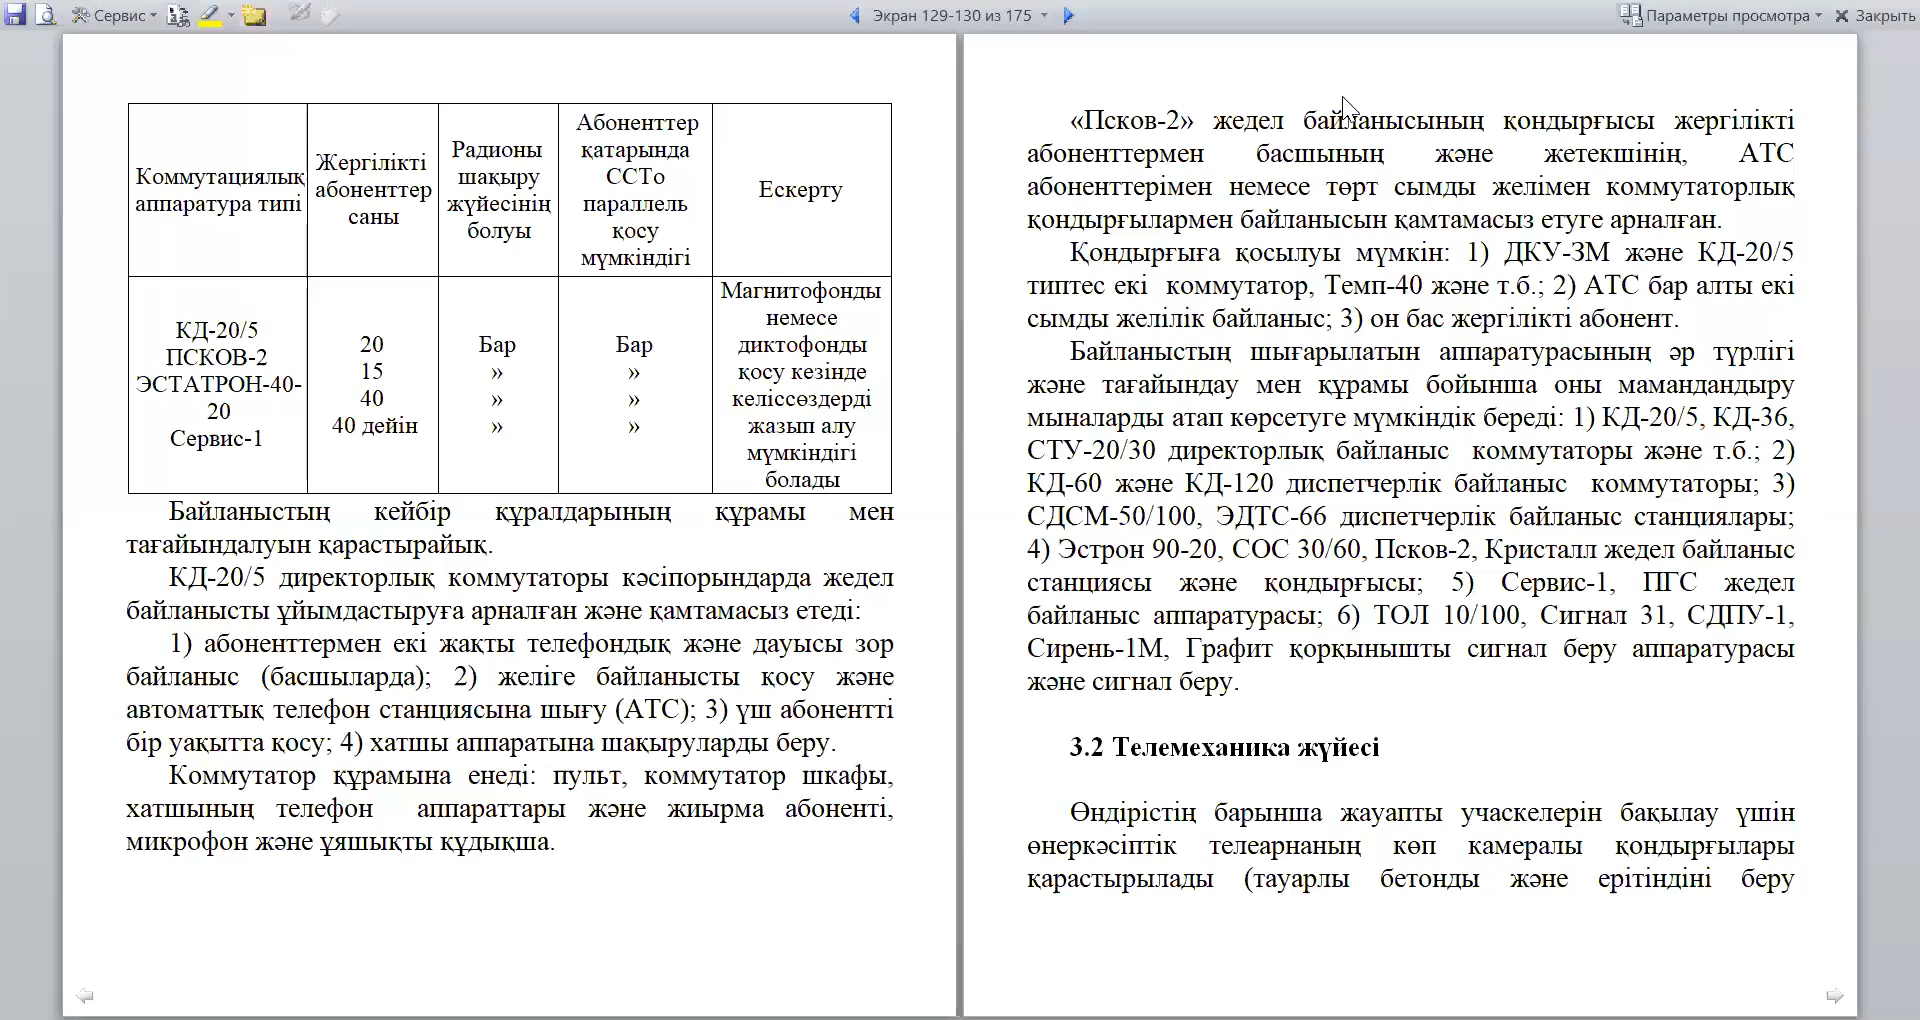 Сервис
Экран 129-130 из 175
Параметры просмотра
Закрыть
Коммутациялық
аппаратура типі
Жергілікті
абоненттер
саны
Радионы
шақыру
жүйесінің
болуы
Абоненттер
қатарында
ССТо
параллель
қосу
мүмкіндігі
Ескерту
КД-20/5
ПСКОВ-2
ЭСТАТРОН-40-
20
Сервис-1
20
15
40
40 дейін
Бар
»
»
»
Бар
»
»
»
Магнитофонды
немесе
диктофонды
қосу кезінде
келіссөздерді
жазып алу
мүмкіндігі
болады
Байланыстың кейбір құралдарының құрамы мен
тағайындалуын қарастырайық.
КД-20/5 директорлық коммутаторы кәсіпорындарда жедел
байланысты ұйымдастыруға арналған және қамтамасыз етеді:
1) абоненттермен екі жақты телефондық және дауысы зор
байланыс (басшыларда); 2) желіге байланысты қосу және
автоматтық телефон станциясына шығу (АТС); 3) үш абонентті
бір уақытта қосу; 4) хатшы аппаратына шақыруларды беру.
Коммутатор құрамына енеді: пульт, коммутатор шкафы,
хатшының телефон аппараттары және жиырма абоненті,
микрофон және ұяшықты құдықша.
«Псков-2» жедел байланысының қондырғысы жергілікті
абоненттермен басшының және жетекшінің, АТС
абоненттерімен немесе төрт сымды желімен коммутаторлық
қондырғылармен байланысын қамтамасыз етуге арналған.
Қондырғыға қосылуы мүмкін: 1) ДКУ-ЗМ және КД-20/5
типтес екі коммутатор, Темп-40 және т.б.; 2) АТС бар алты екі
сымды желілік байланыс; 3) он бас жергілікті абонент.
Байланыстың шығарылатын аппаратурасының әр түрлігі
және тағайындау мен құрамы бойынша оны мамандандыру
мыналарды атап көрсетуге мүмкіндік береді: 1) КД-20/5, КД-36,
СТУ-20/30 директорлық байланыс коммутаторы және т.б.; 2)
КД-60 және КД-120 диспетчерлік байланыс коммутаторы; 3)
СДСМ-50/100, ЭДТС-66 диспетчерлік байланыс станциялары;
4) Эстрон 90-20, СОС 30/60, Псков-2, Кристалл жедел байланыс
станциясы және қондырғысы; 5) Сервис-1, ПГС жедел
байланыс аппаратурасы; 6) ТОЛ 10/100, Сигнал 31, СДПУ-1,
Сирень-1М, Графит қорқынышты сигнал беру аппаратурасы
және сигнал беру.
3.2 Телемеханика жүйесі
Өндірістің барынша жауапты учаскелерін бақылау үшін
өнеркәсіптік телеарнаның көп камералы қондырғылары
қарастырылады (тауарлы бетонды және ерітіндіні беру